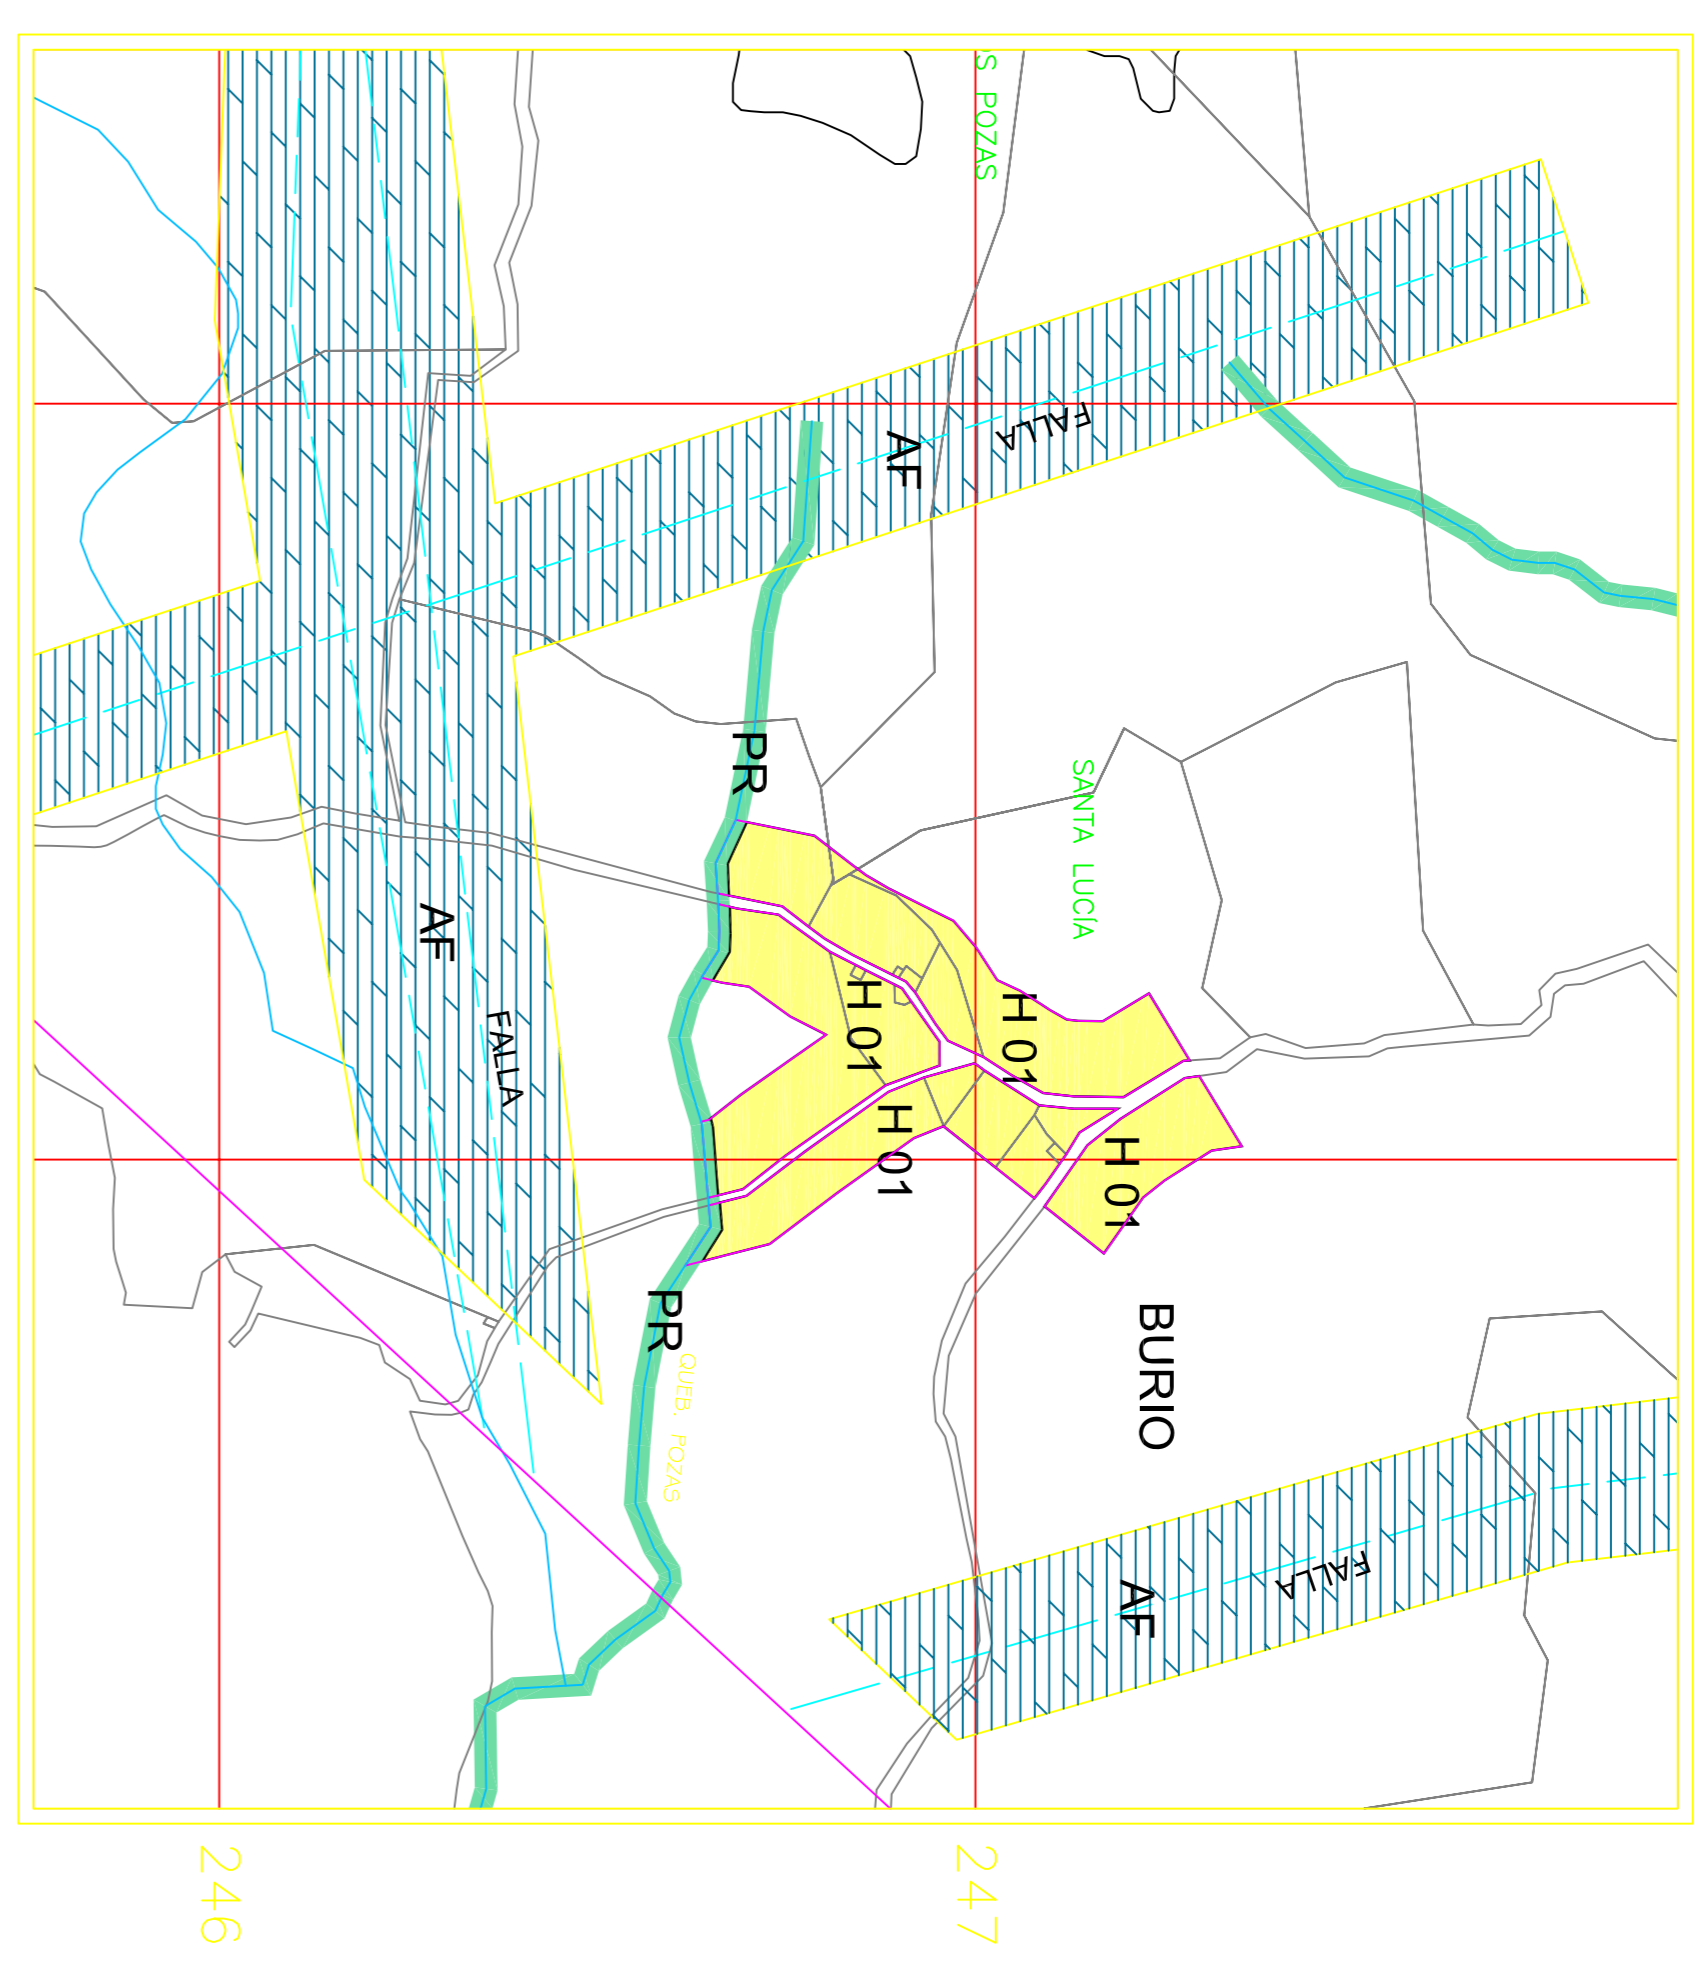 S POZAS
AF
FALLA
PR
SANTA LUCÍA
AF
FALLA
H 01
H 01
H 01
H 01
PR
QUEB. POZAS
BURIO
FALLA
AF
246
247